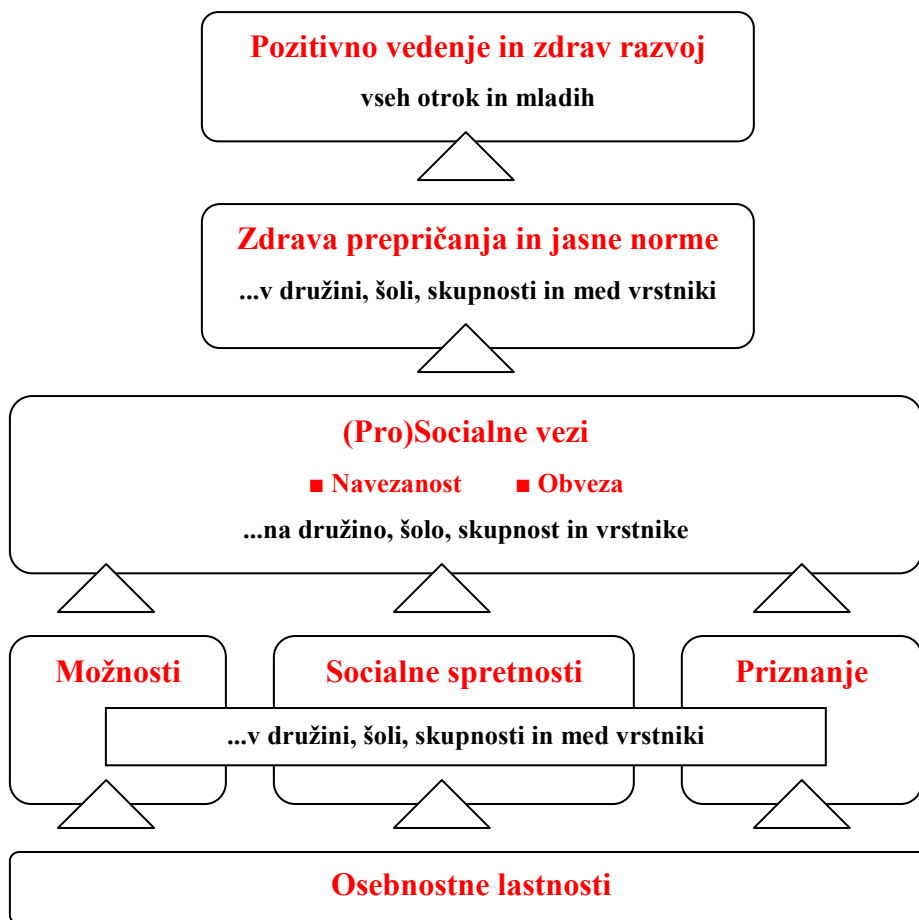 Pozitivno vedenje in zdrav razvoj
vseh otrok in mladih
Zdrava prepričanja in jasne norme
...v družini, šoli, skupnosti in med vrstniki
(Pro)Socialne vezi
■ Navezanost ■ Obveza
...na družino, šolo, skupnost in vrstnike
Možnosti Socialne spretnosti Priznanje
...v družini, šoli, skupnosti in med vrstniki
Osebnostne lastnosti